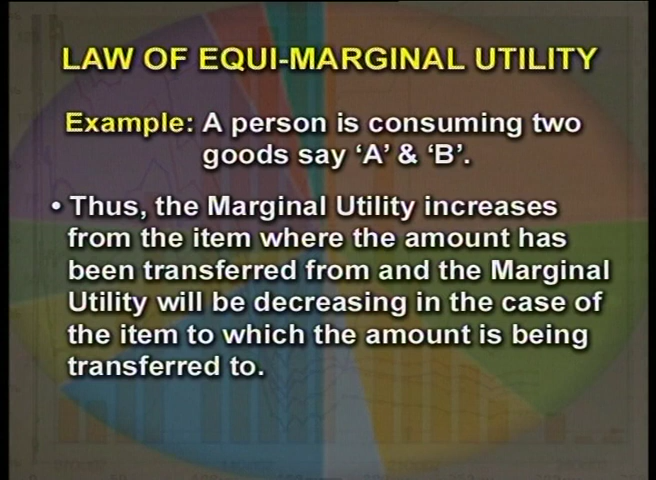 LAW OF EQUI-MARGINAL UTILITY
Example: A person is consuming two
goods say ‘A’ & ‘B’.
• Thus, the Marginal Utility increases
from the item where the amount has
been transferred from and the Marginal
Utility will be decreasing in the case of
the item to which the amount is being
transferred to.